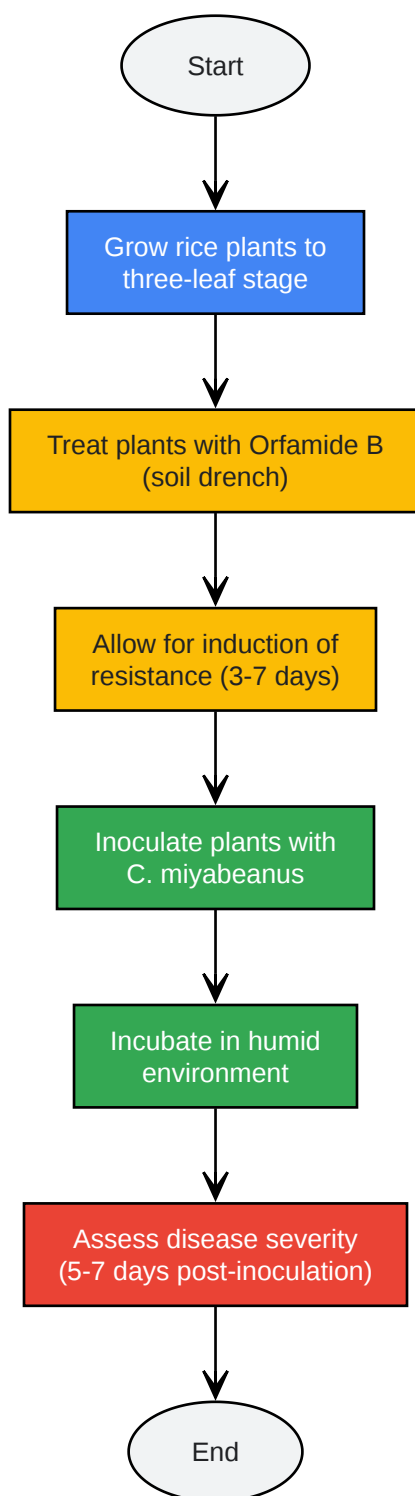 Start
Grow rice plants to
three-leaf stage
Treat plants with Orfamide B
(soil drench)
Allow for induction of
resistance (3-7 days)
Inoculate plants with
C. miyabeanus
Incubate in humid
environment
Assess disease severity
(5-7 days post-inoculation)
End